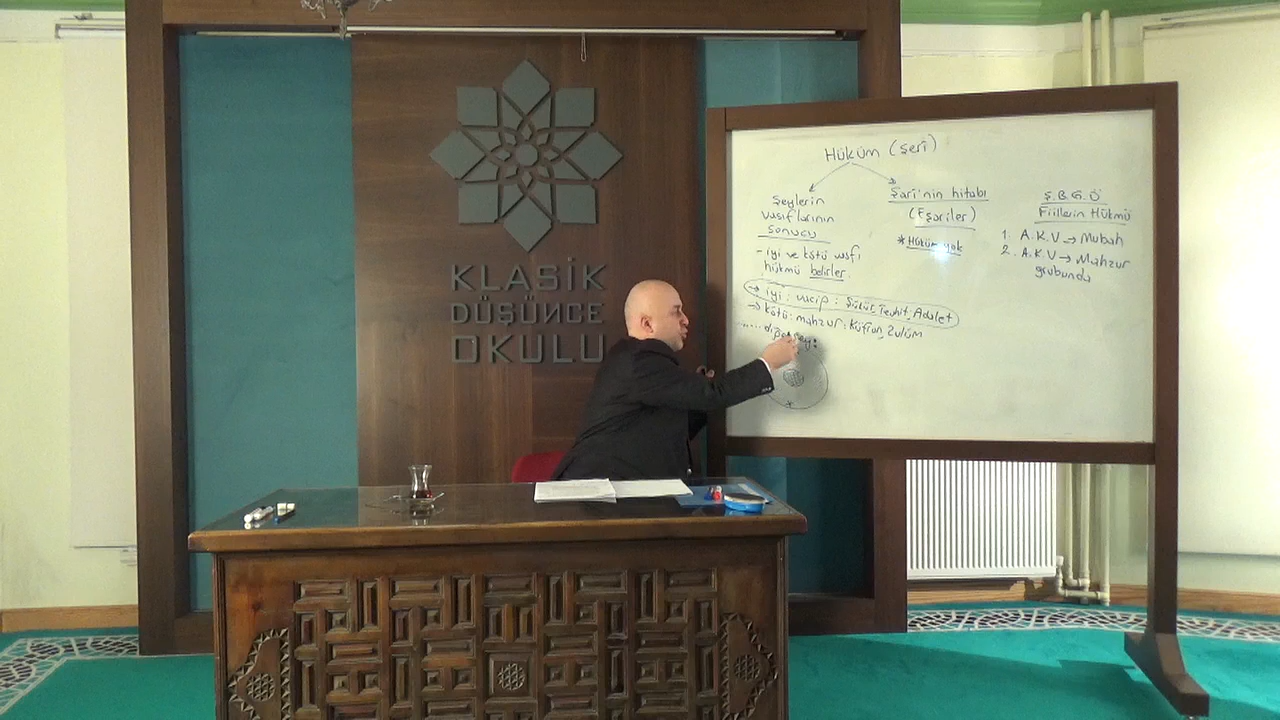 KLASİK
DÜŞÜNCE
OKULU
Hüküm (Şerî)
Şeylerin
vasıflarının
sonucu
- iyi ve kötü vasfı
hükmü belirler.
→ iyi : vacip : Şükür, Tevhit, Adalet
→ kötü : mahzur : Küfran, Zulüm
Şari'nin hitabı
(Eşariler)
* Hüküm yok
Ş.B.G.Ö
Fiillerin Hükmü
1. A.K.V → Mubah
2. A.K.V → Mahzur
grubunda